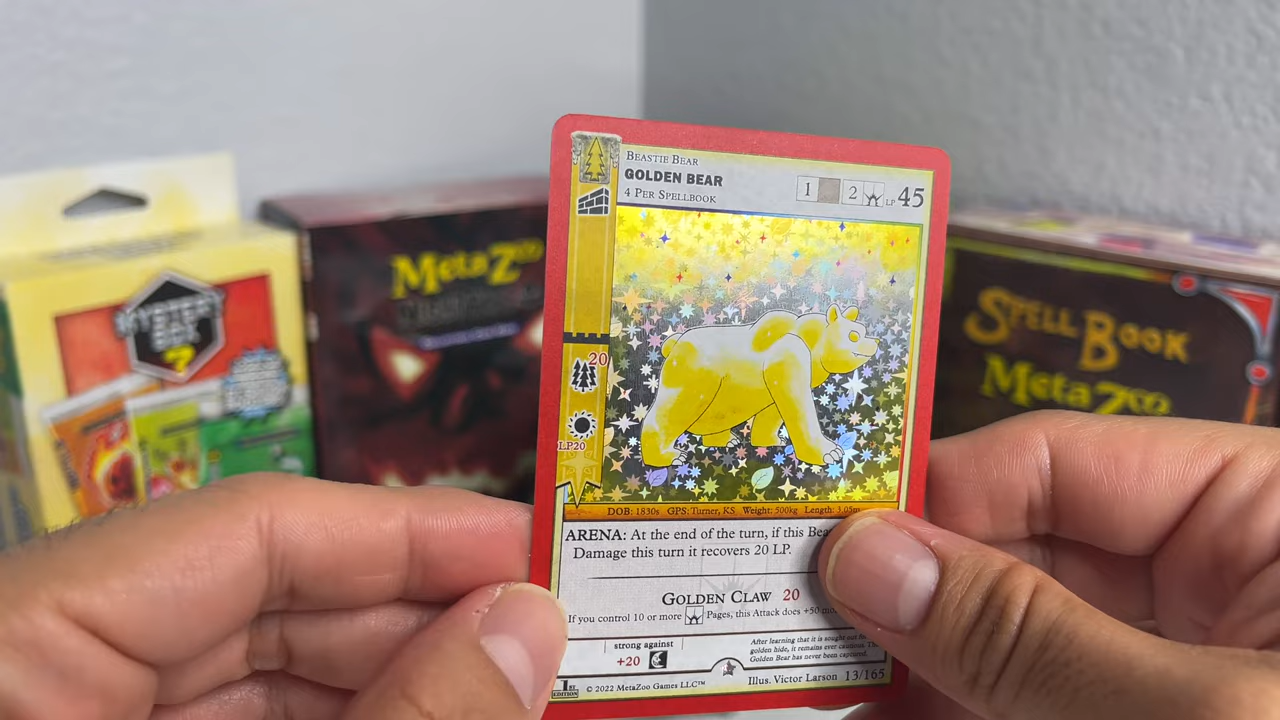 BEASTIE BEAR
GOLDEN BEAR
4 PER SPELLBOOK
1 2 LP 45
20
LP20
DOB: 1830s GPS: Turner, KS Weight: 500kg Length: 3.05m
ARENA: At the end of the turn, if this
Damage this turn it recovers 20 LP.
GOLDEN CLAW 20
If you control 10 or more Pages, this Attack does +50
strong against
+20
After learning that it is sought out
golden hide, it remains ever
Golden Bear has never been captured.
1ST EDITION
© 2022 MetaZoo Games LLC™
Illus. Victor Larson 13/165
MYSTERY
?
MetaZoo
SPELL BOOK
MetaZoo